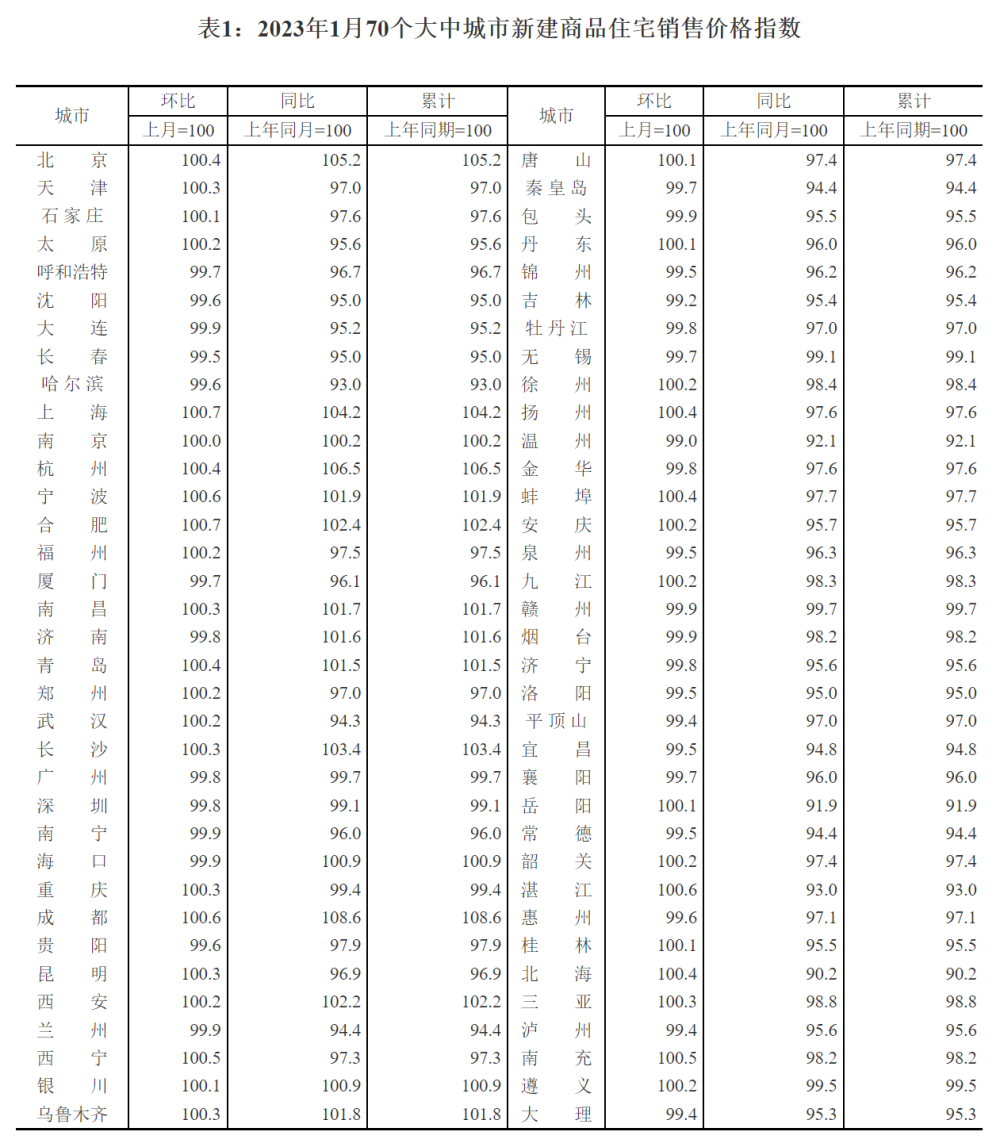 表1：2023年1月70个大中城市新建商品住宅销售价格指数
城市 环比 同比 累计 城市 环比 同比 累计
上月=100 上年同月=100 上年同期=100 上月=100 上年同月=100 上年同期=100
北京 100.4 105.2 105.2 唐山 100.1 97.4 97.4
天津 100.3 97.0 97.0 秦皇岛 99.7 94.4 94.4
石家庄 100.1 97.6 97.6 包头 99.9 95.5 95.5
太原 100.2 95.6 95.6 丹东 100.1 96.0 96.0
呼和浩特 99.7 96.7 96.7 锦州 99.5 96.2 96.2
沈阳 99.6 95.0 95.0 吉林 99.2 95.4 95.4
大连 99.9 95.2 95.2 牡丹江 99.8 97.0 97.0
长春 99.5 95.0 95.0 无锡 99.7 99.1 99.1
哈尔滨 99.6 93.0 93.0 徐州 100.2 98.4 98.4
上海 100.7 104.2 104.2 扬州 100.4 97.6 97.6
南京 100.0 100.2 100.2 温州 99.0 92.1 92.1
杭州 100.4 106.5 106.5 金华 99.8 97.6 97.6
宁波 100.6 101.9 101.9 蚌埠 100.4 97.7 97.7
合肥 100.7 102.4 102.4 安庆 100.2 95.7 95.7
福州 100.2 97.5 97.5 泉州 99.5 96.3 96.3
厦门 99.7 96.1 96.1 九江 100.2 98.3 98.3
南昌 100.3 101.7 101.7 赣州 99.9 99.7 99.7
济南 99.8 101.6 101.6 烟台 99.9 98.2 98.2
青岛 100.4 101.5 101.5 济宁 99.8 95.6 95.6
郑州 100.2 97.0 97.0 洛阳 99.5 95.0 95.0
武汉 100.2 94.3 94.3 平顶山 99.4 97.0 97.0
长沙 100.3 103.4 103.4 宜昌 99.5 94.8 94.8
广州 99.8 99.7 99.7 襄阳 99.7 96.0 96.0
深圳 99.8 99.1 99.1 岳阳 100.1 91.9 91.9
南宁 99.9 96.0 96.0 常德 99.5 94.4 94.4
海口 99.9 100.9 100.9 韶关 100.2 97.4 97.4
重庆 100.3 99.4 99.4 湛江 100.6 93.0 93.0
成都 100.6 108.6 108.6 惠州 99.6 97.1 97.1
贵阳 99.6 97.9 97.9 桂林 100.1 95.5 95.5
昆明 100.3 96.9 96.9 北海 100.4 90.2 90.2
西安 100.2 102.2 102.2 三亚 100.3 98.8 98.8
兰州 99.9 94.4 94.4 泸州 99.4 95.6 95.6
西宁 100.5 97.3 97.3 南充 100.5 98.2 98.2
银川 100.1 100.9 100.9 遵义 100.2 99.5 99.5
乌鲁木齐 100.3 101.8 101.8 大理 99.4 95.3 95.3